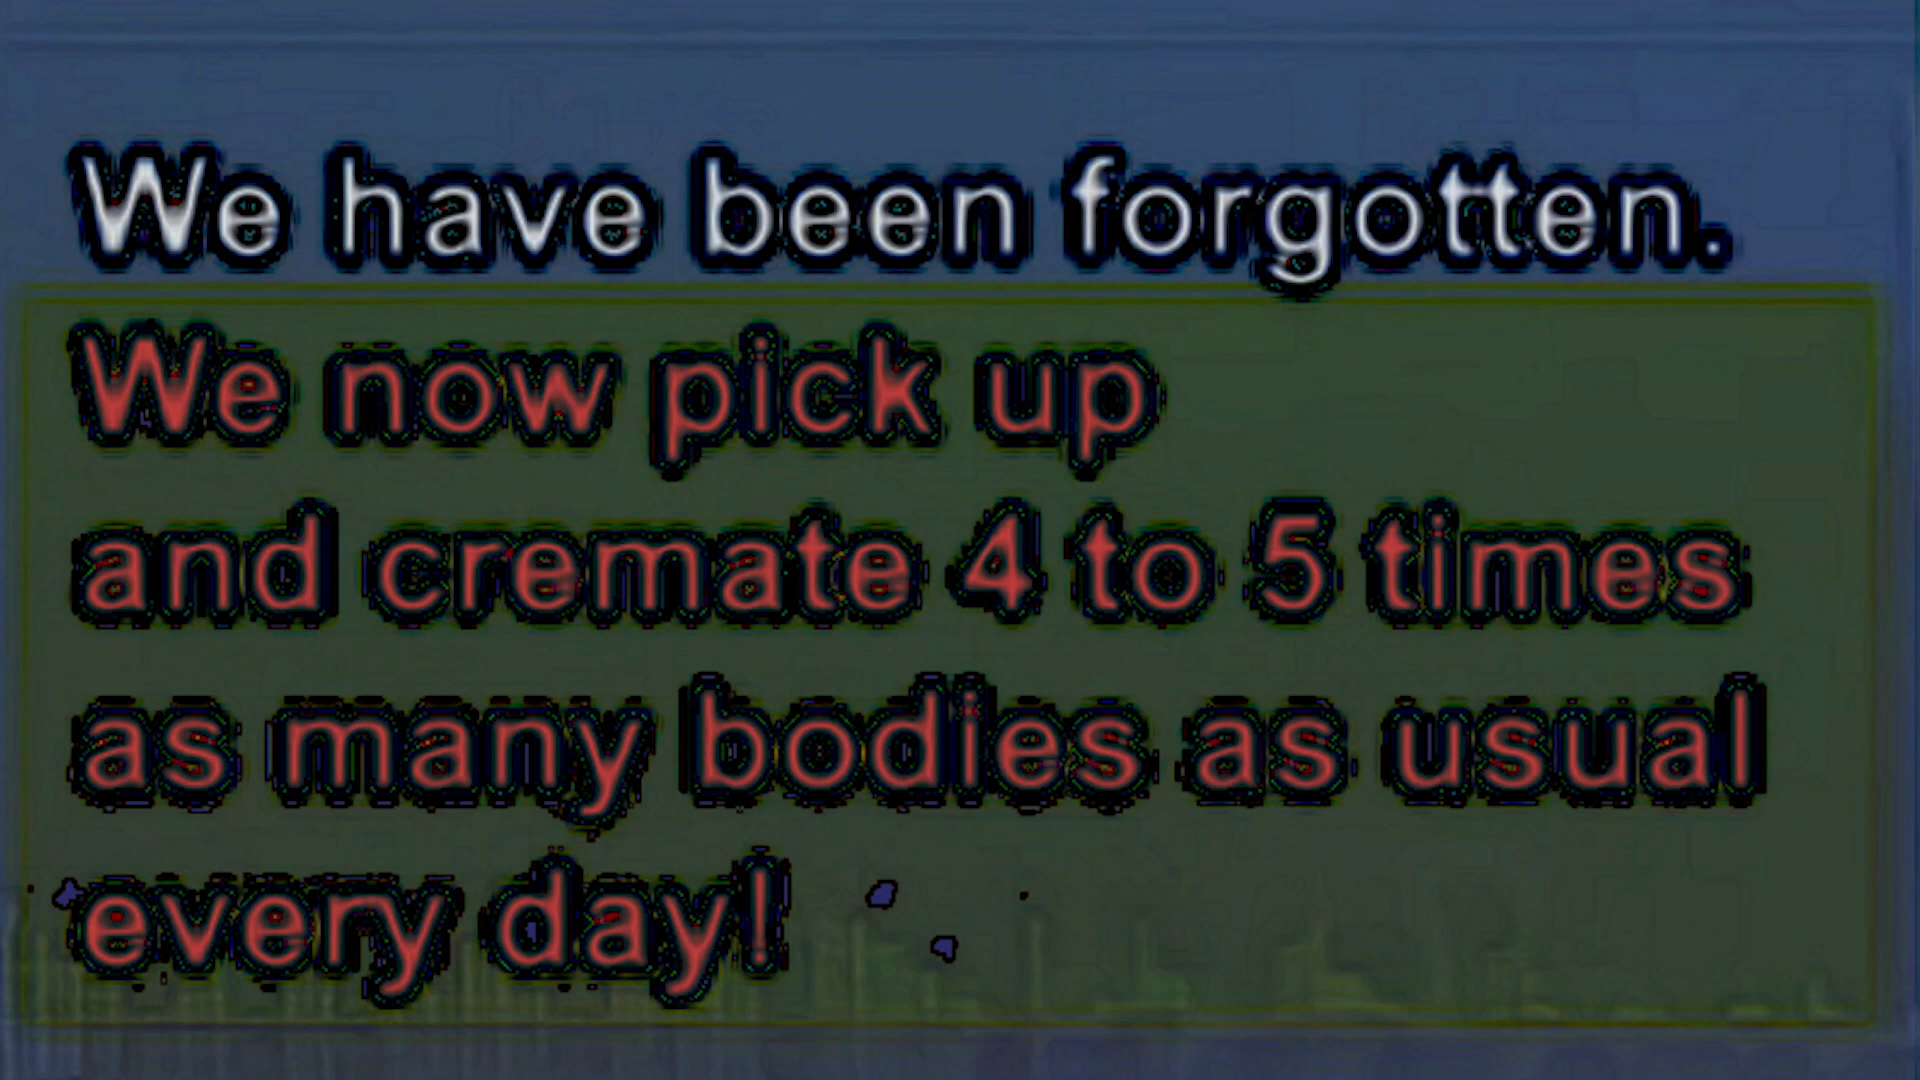 We have been forgotten.
We now pick up
and cremate 4 to 5 times
as many bodies as usual
every day!